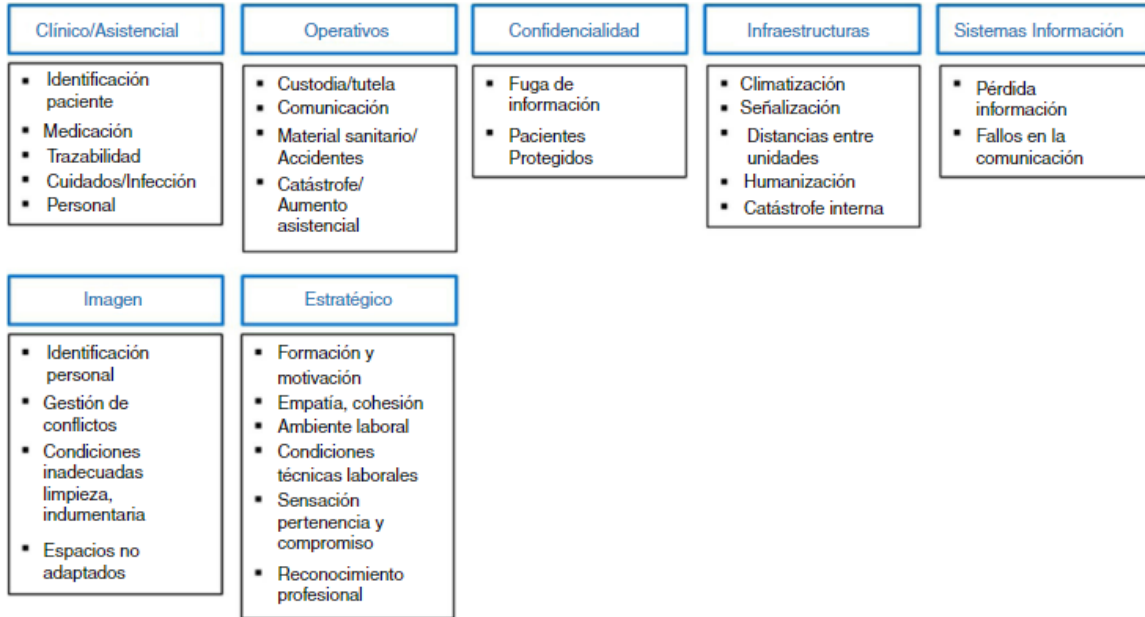 Clínico/Asistencial
▪ Identificación
paciente
▪ Medicación
▪ Trazabilidad
▪ Cuidados/Infección
▪ Personal
Operativos
▪ Custodia/tutela
▪ Comunicación
▪ Material sanitario/
Accidentes
▪ Catástrofe/
Aumento
asistencial
Confidencialidad
▪ Fuga de
información
▪ Pacientes
Protegidos
Infraestructuras
▪ Climatización
▪ Señalización
▪ Distancias entre
unidades
▪ Humanización
▪ Catástrofe interna
Sistemas Información
▪ Pérdida
información
▪ Fallos en la
comunicación
Imagen
▪ Identificación
personal
▪ Gestión de
conflictos
▪ Condiciones
inadecuadas
limpieza,
indumentaria
▪ Espacios no
adaptados
Estratégico
▪ Formación y
motivación
▪ Empatía, cohesión
▪ Ambiente laboral
▪ Condiciones
técnicas laborales
▪ Sensación
pertenencia y
compromiso
▪ Reconocimiento
profesional